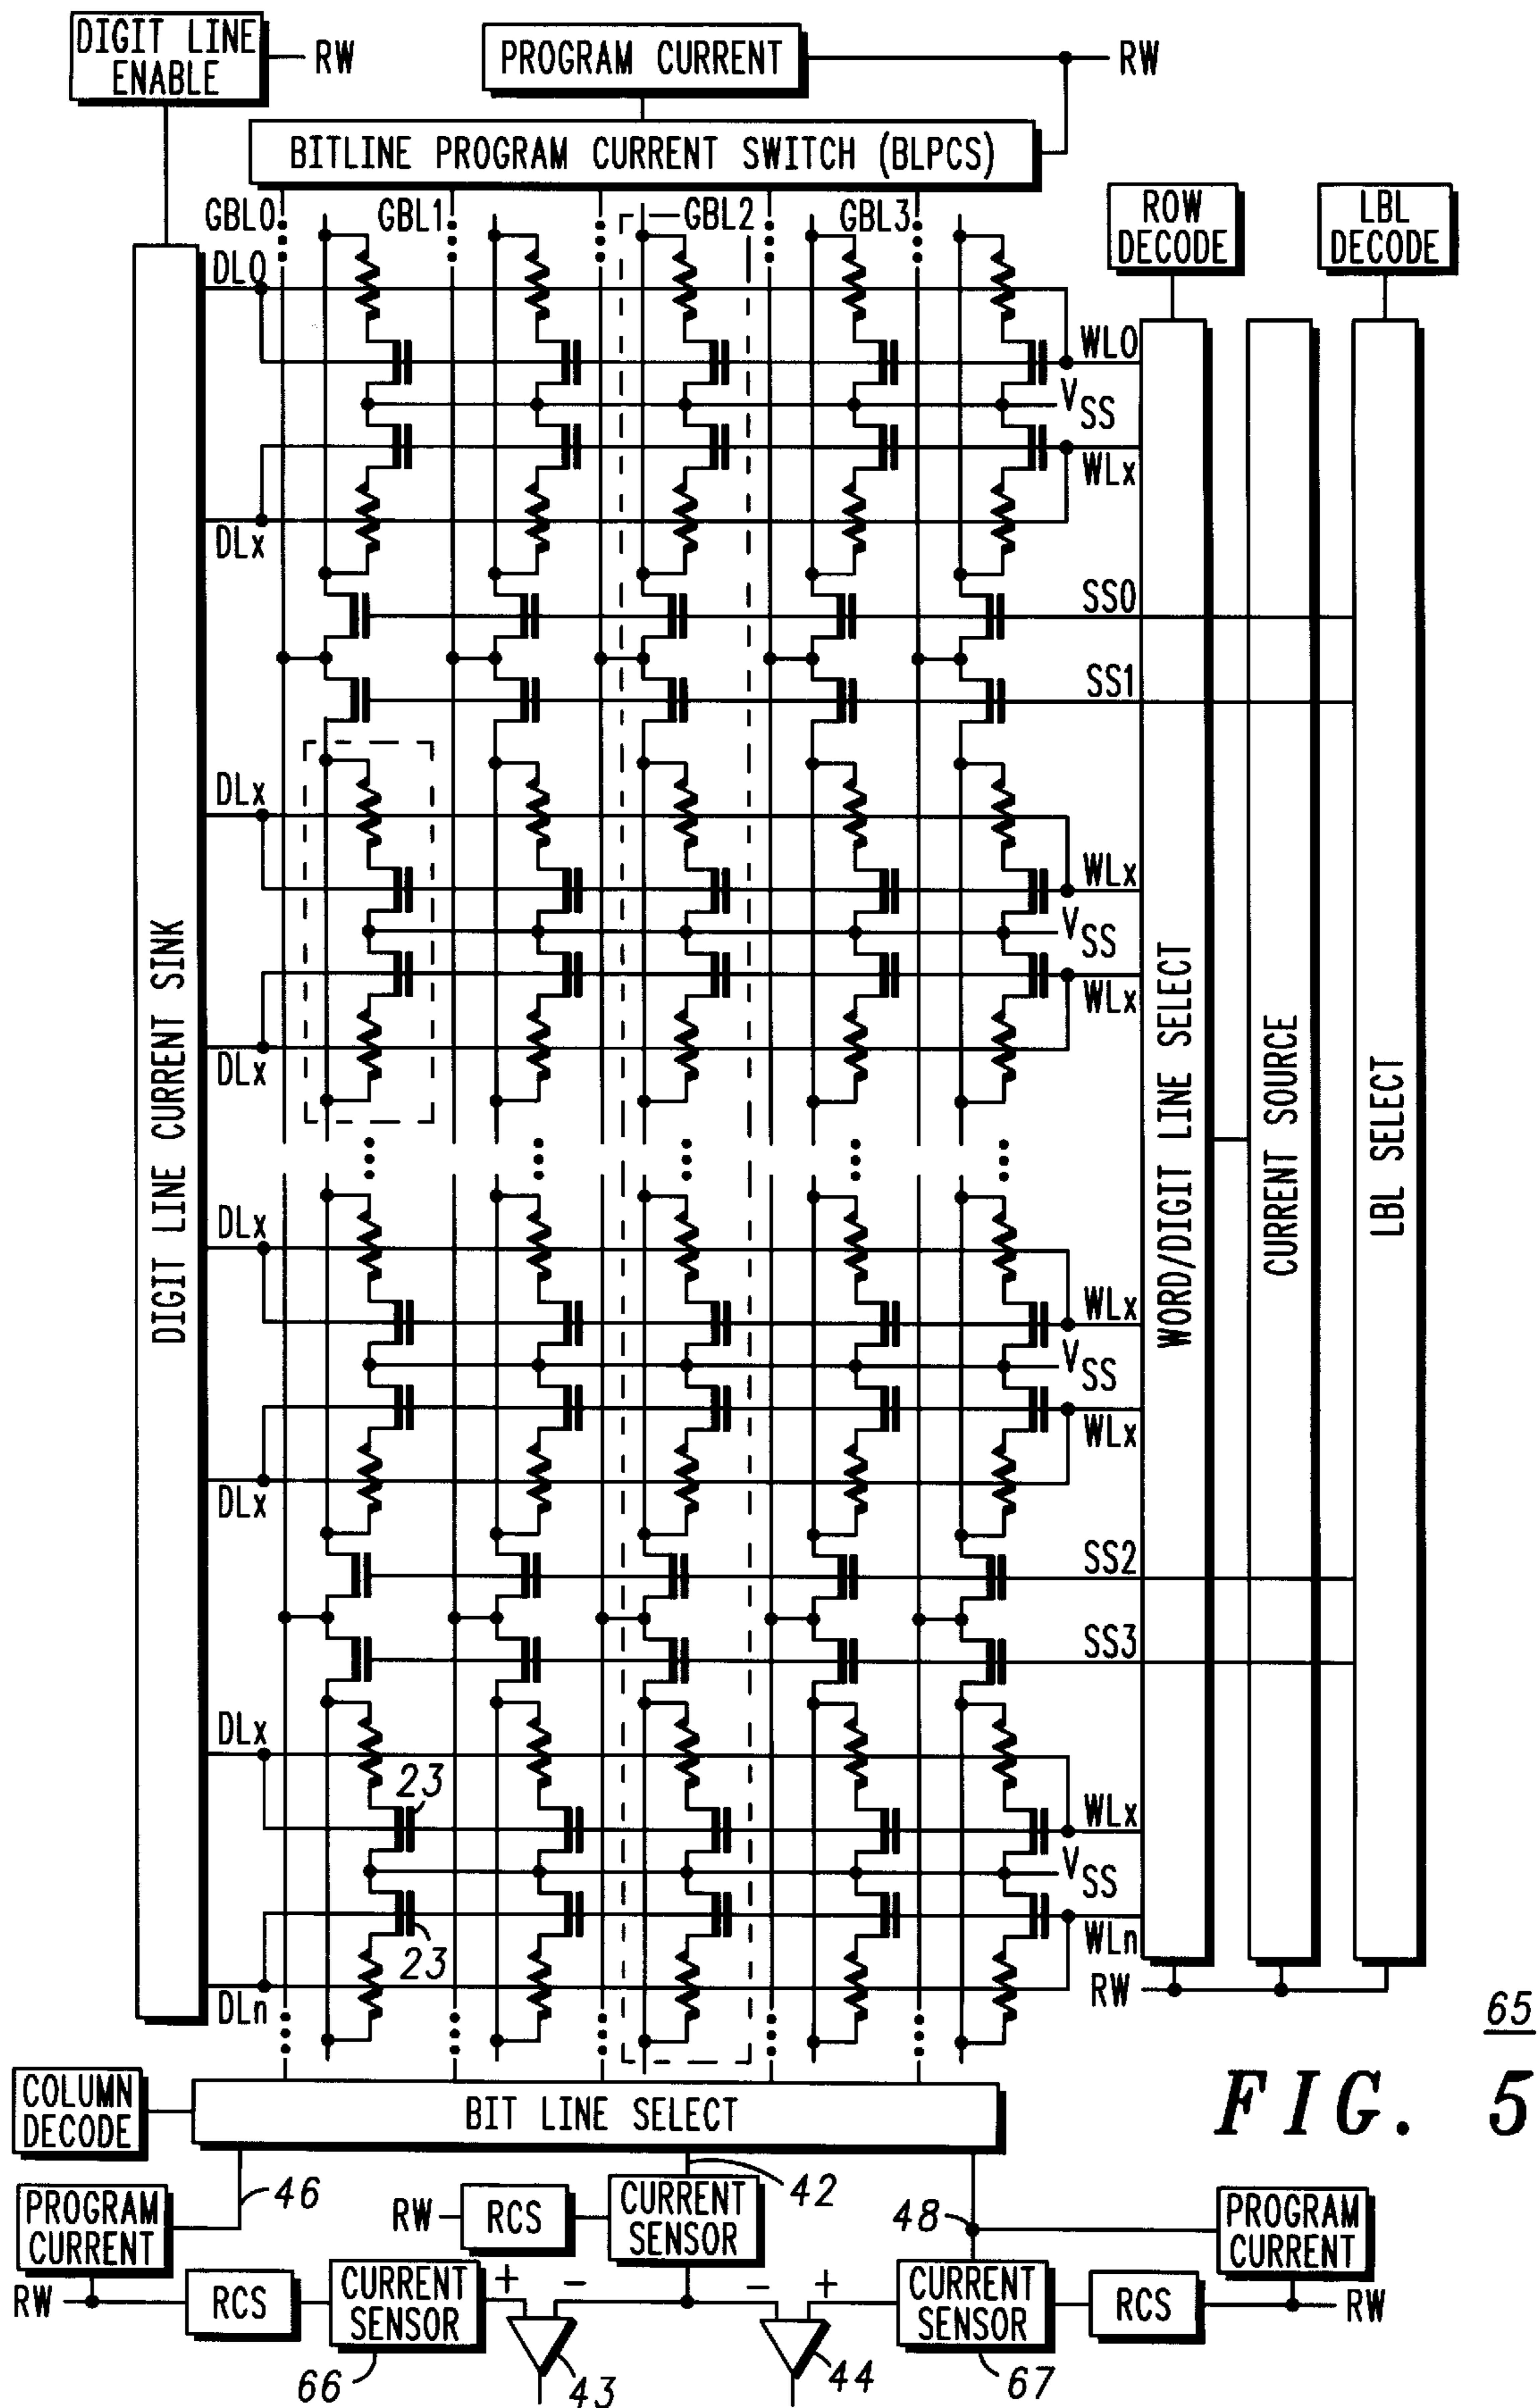 DIGIT LINE
ENABLE
RW
PROGRAM CURRENT
RW
BITLINE PROGRAM CURRENT SWITCH (BLPCS)
GBL0
GBL1
GBL2
GBL3
ROW
DECODE
LBL
DECODE
DL0
WL0
VSS
WLx
DLx
SS0
SS1
DLx
WLx
VSS
WLx
DLx
DIGIT LINE CURRENT SINK
WORD/DIGIT LINE SELECT
CURRENT SOURCE
LBL SELECT
DLx
WLx
VSS
WLx
DLx
SS2
SS3
DLx
23
WLx
VSS
23
WLn
DLn
RW
65
COLUMN
DECODE
BIT LINE SELECT
FIG. 5
46
42
48
PROGRAM
CURRENT
RW
RCS
CURRENT
SENSOR
PROGRAM
CURRENT
RW
RCS
CURRENT
SENSOR
+ −
− +
CURRENT
SENSOR
RCS
RW
66
43
44
67